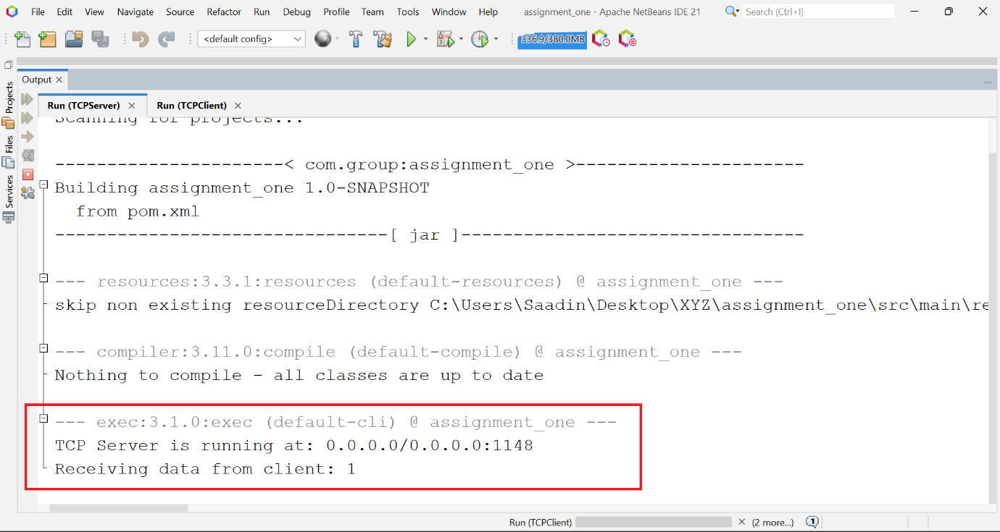 File Edit View Navigate Source Refactor Run Debug Profile Team Tools Window Help assignment_one - Apache NetBeans IDE 21 Search (Ctrl+I)
<default config> 336.9/380.0MB
Output
Projects
Files
Services
Run (TCPServer) Run (TCPClient)
Scanning for projects...
----------------------< com.group:assignment_one >----------------------
Building assignment_one 1.0-SNAPSHOT
from pom.xml
--------------------------------[ jar ]---------------------------------
--- resources:3.3.1:resources (default-resources) @ assignment_one ---
skip non existing resourceDirectory C:\Users\Saadin\Desktop\XYZ\assignment_one\src\main\re
--- compiler:3.11.0:compile (default-compile) @ assignment_one ---
Nothing to compile - all classes are up to date
--- exec:3.1.0:exec (default-cli) @ assignment_one ---
TCP Server is running at: 0.0.0.0/0.0.0.0:1148
Receiving data from client: 1
Run (TCPClient) (2 more...) 1